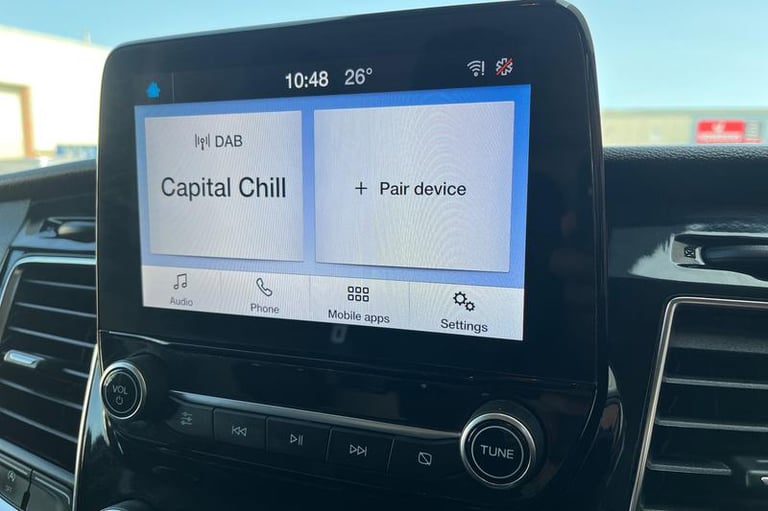 10:48 26°
DAB
Capital Chill
+ Pair device
Audio
Phone
Mobile apps
Settings
VOL
TUNE